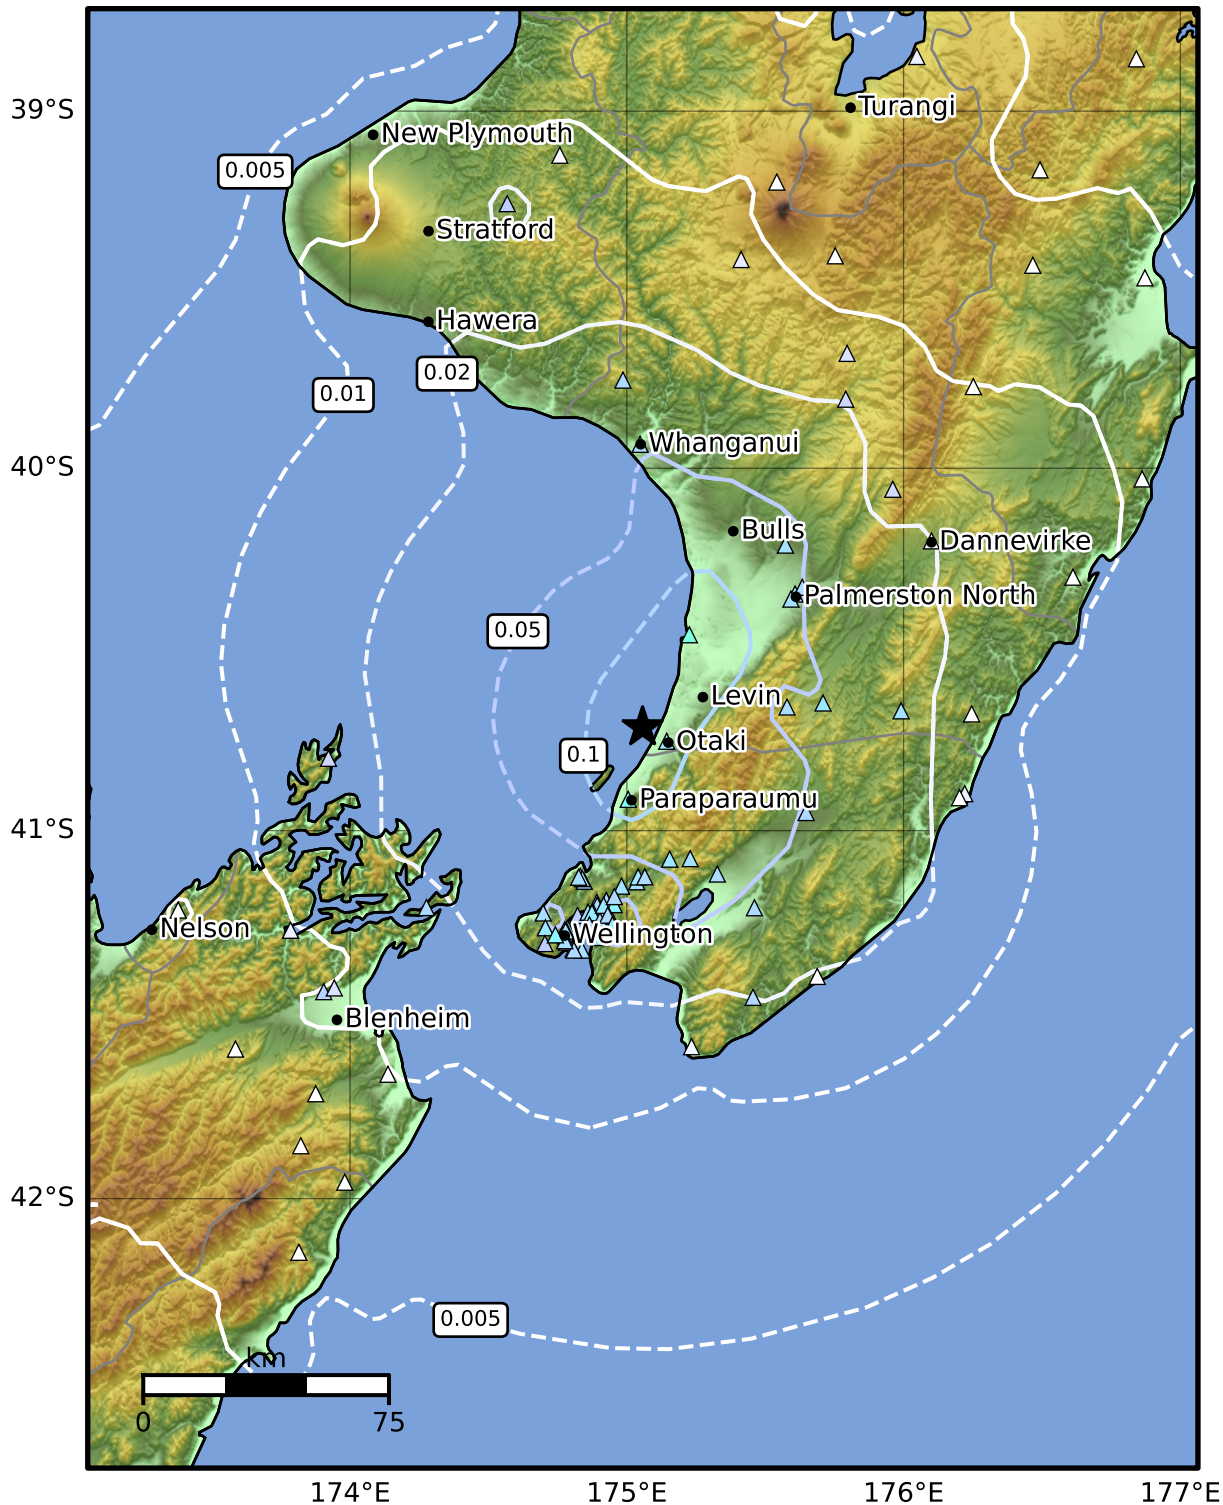 39°S
40°S
41°S
42°S
174°E
175°E
176°E
177°E
Turangi
New Plymouth
0.005
Stratford
Hawera
0.02
0.01
Whanganui
Bulls
Dannevirke
Palmerston North
0.05
Levin
Otaki
0.1
Paraparaumu
Nelson
Wellington
Blenheim
0.005
km
0
75